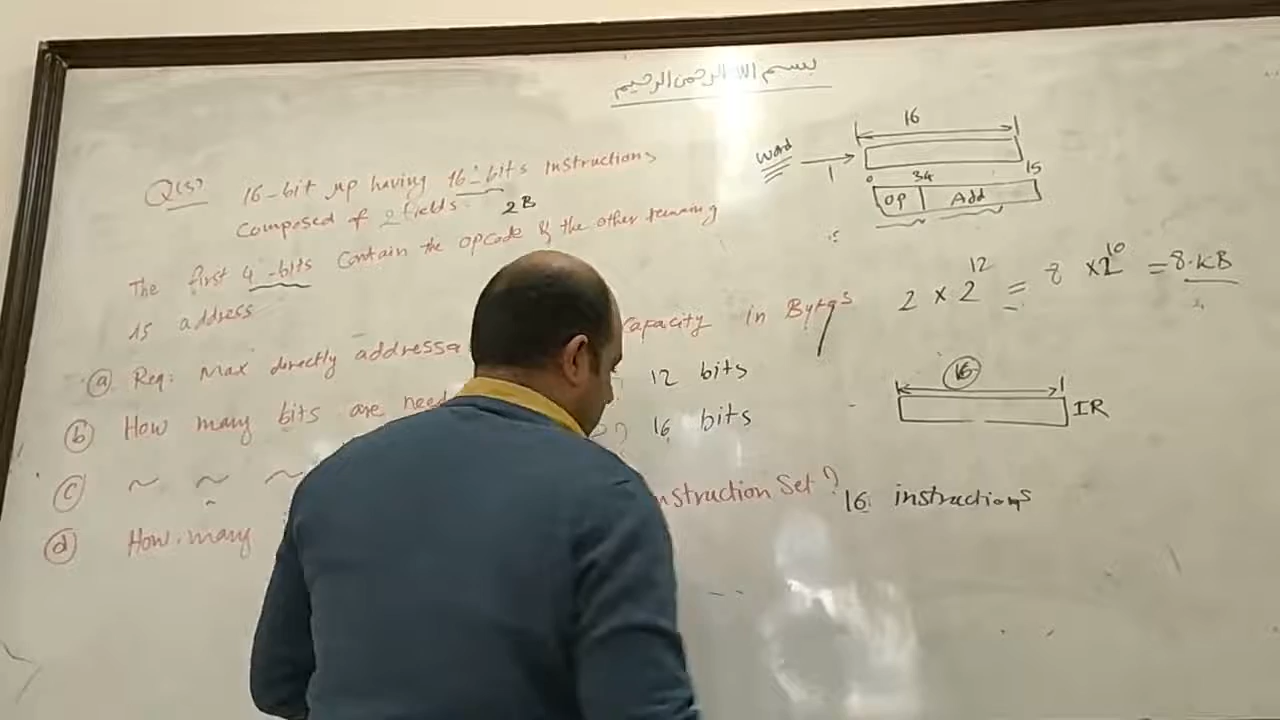 بسم الله الرحمن الرحيم
Q(3) 16-bit μp having 16-bits Instructions
composed of 2 fields. 2B
The first 4-bits contain the opcode & the other remaining
is address
(a) Req: Max directly addressa capacity in Bytes
(b) How many bits are need 12 bits
(c) ~ ~ ~ ? 16 bits
(d) How many nstruction Set? 16 instructions
16
word 1
0 34 15
OP Add
2 × 2^12 = 8 × 2^10 = 8 KB
16
IR